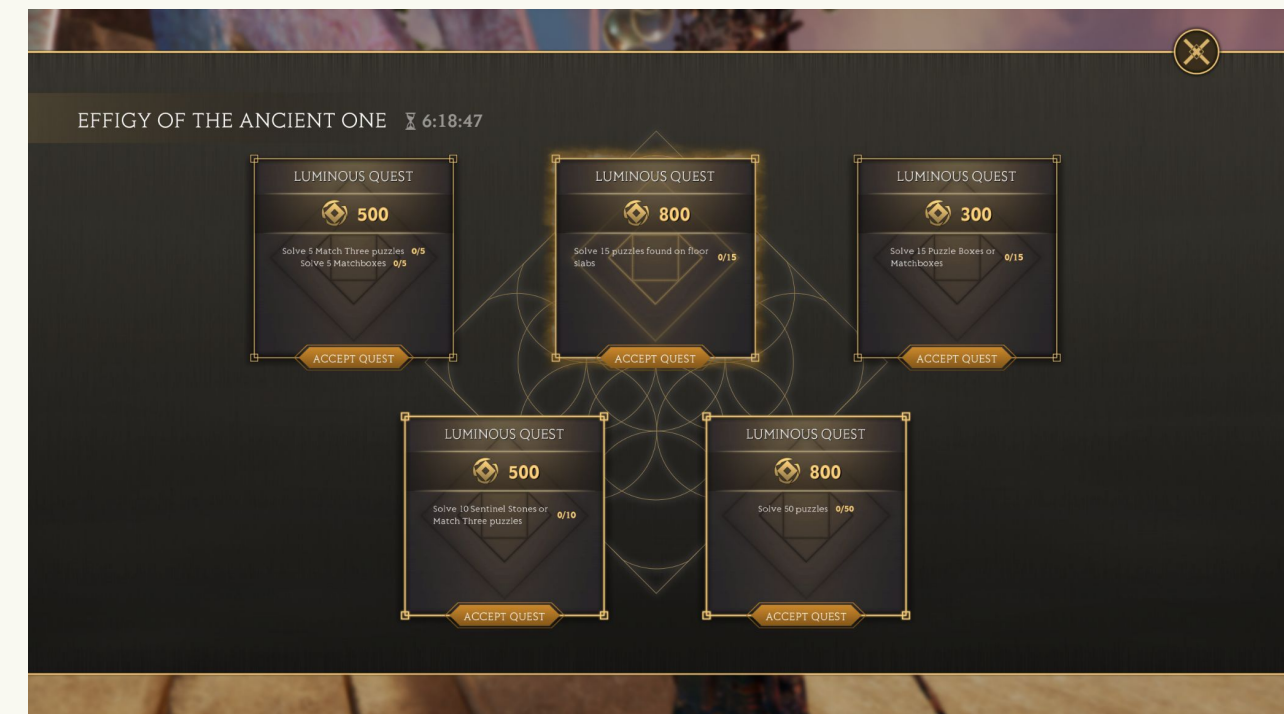 EFFIGY OF THE ANCIENT ONE 6:18:47
LUMINOUS QUEST
500
Solve 5 Match Three puzzles 0/5
Solve 5 Matchboxes 0/5
ACCEPT QUEST
LUMINOUS QUEST
800
Solve 15 puzzles found on floor
slabs 0/15
ACCEPT QUEST
LUMINOUS QUEST
300
Solve 15 Puzzle Boxes or
Matchboxes 0/15
ACCEPT QUEST
LUMINOUS QUEST
500
Solve 10 Sentinel Stones or
Match Three puzzles 0/10
ACCEPT QUEST
LUMINOUS QUEST
800
Solve 50 puzzles 0/50
ACCEPT QUEST